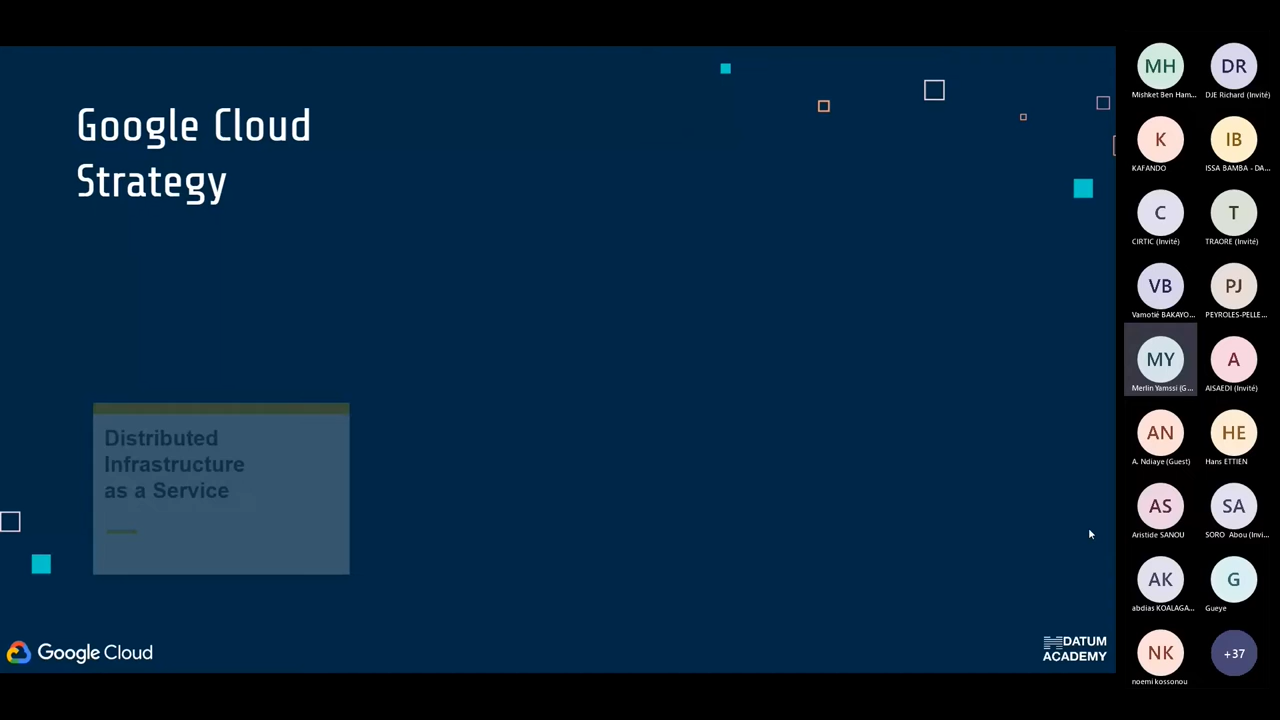 Google Cloud
Strategy
Distributed
Infrastructure
as a Service
Google Cloud
DATUM
ACADEMY
MH
DR
Mishket Ben Ham...
DJE Richard (Invité)
K
IB
KAFANDO
ISSA BAMBA - DA...
C
T
CIRTIC (Invité)
TRAORE (Invité)
VB
PJ
Vamotié BAKAYO...
PEYROLES-PELLE...
MY
A
Merlin Yamssi (G...
AISAEDI (Invité)
AN
HE
A. Ndiaye (Guest)
Hans ETTIEN
AS
SA
Aristide SANOU
SORO Abou (Invi...
AK
G
abdias KOALAGA...
Gueye
NK
+37
noemi kossonou